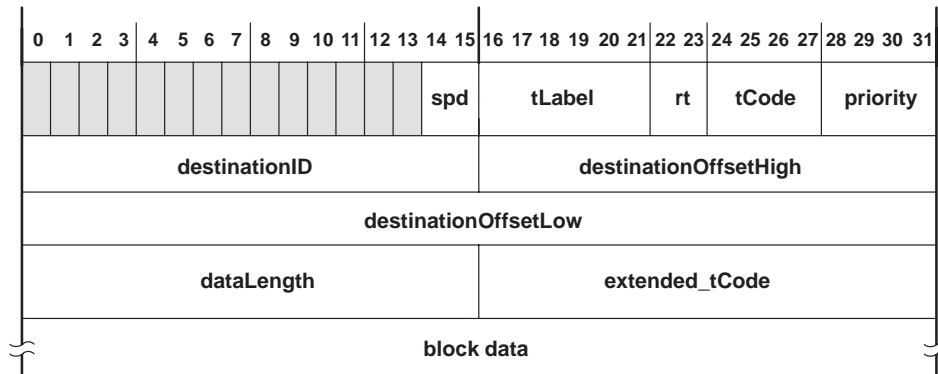 0 1 2 3 4 5 6 7 8 9 10 11 12 13 14 15 16 17 18 19 20 21 22 23 24 25 26 27 28 29 30 31
spd tLabel rt tCode priority
destinationID destinationOffsetHigh
destinationOffsetLow
dataLength extended_tCode
block data